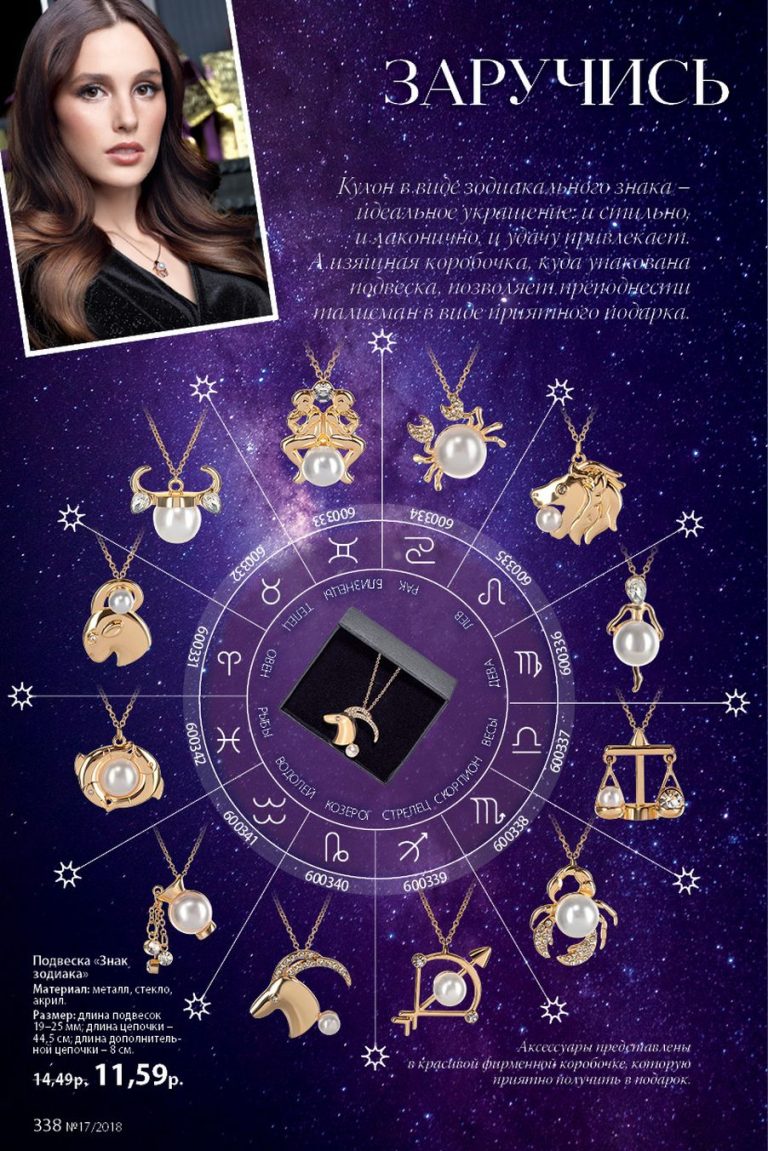 ЗАРУЧИСЬ
Кулон в виде зодиакального знака –
идеальное украшение: и стильно,
и лаконично, и удачу привлекает.
А изящная коробочка, куда упакована
подвеска, позволяет преподнести
талисман в виде приятного подарка.
600333
600334
600332
600335
600331
600336
600342
600337
600341
600338
600340
600339
БЛИЗНЕЦЫ
РАК
ТЕЛЕЦ
ЛЕВ
ОВЕН
ДЕВА
РЫБЫ
ВЕСЫ
ВОДОЛЕЙ
КОЗЕРОГ
СТРЕЛЕЦ
СКОРПИОН
Подвеска «Знак
зодиака»
Материал: металл, стекло,
акрил.
Размер: длина подвесок
19–25 мм; длина цепочки –
44,5 см; длина дополнитель-
ной цепочки – 8 см.
14,49р. 11,59р.
Аксессуары представлены
в красивой фирменной коробочке, которую
приятно получить в подарок.
338 №17/2018